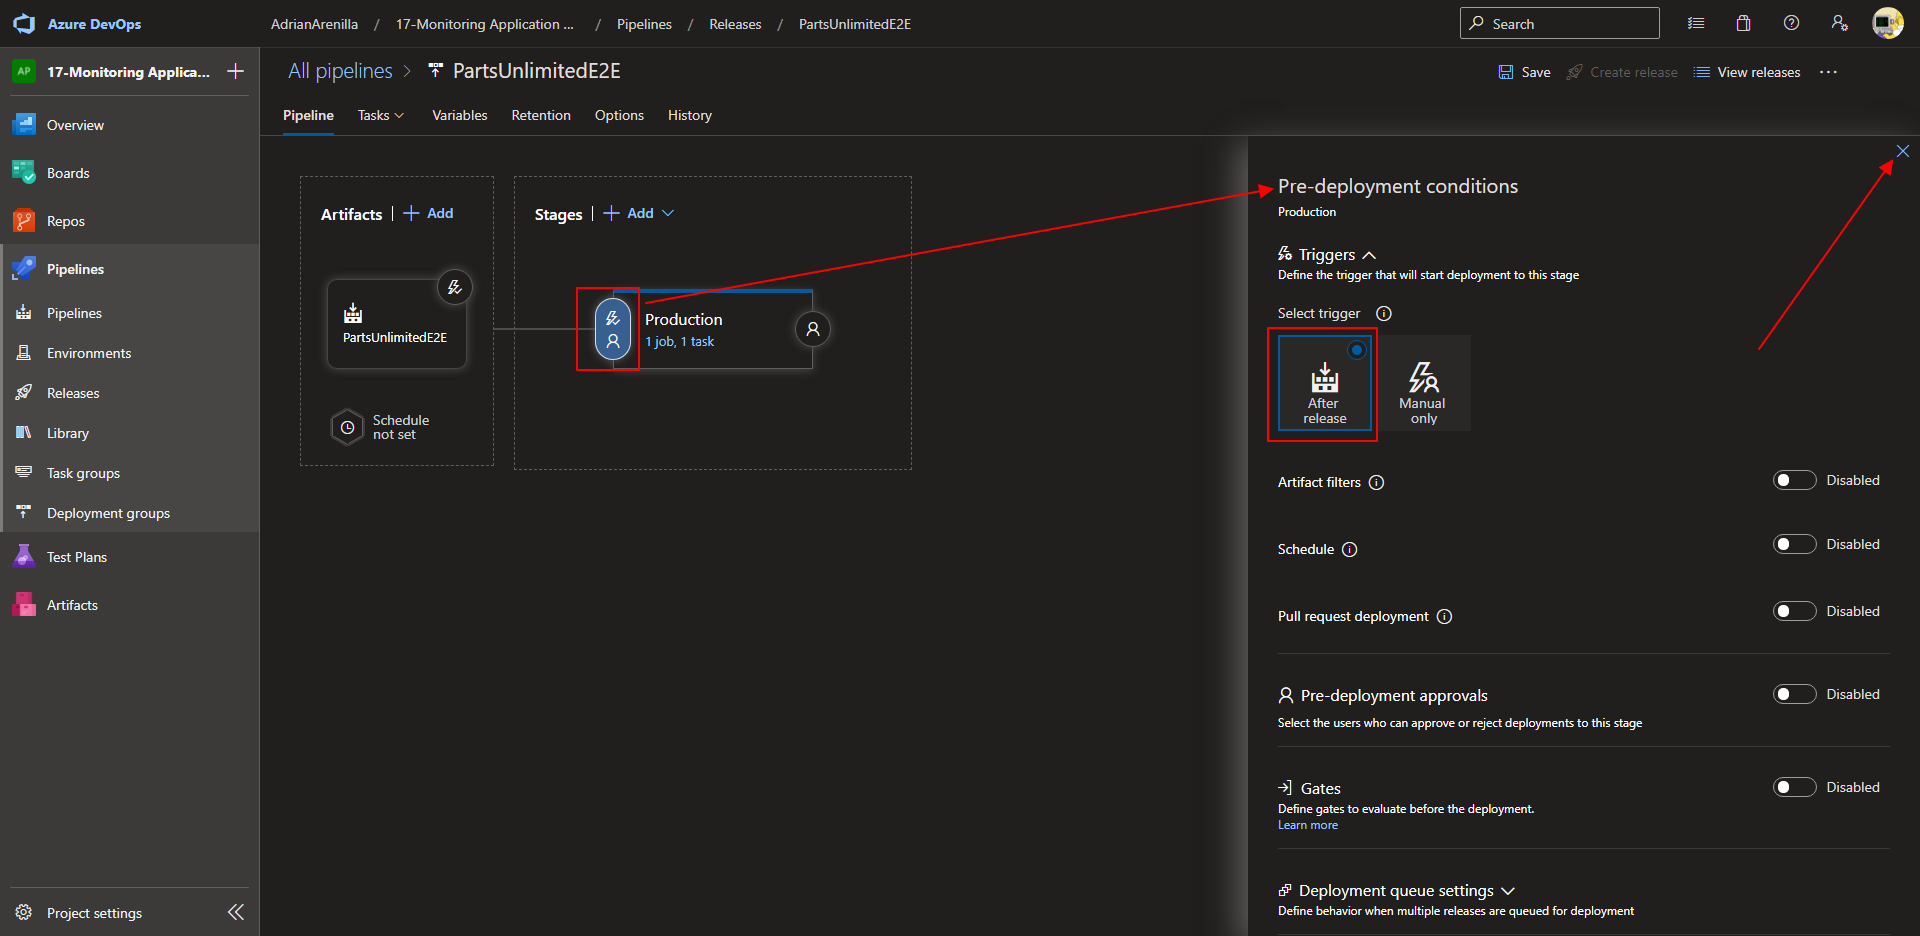 Azure DevOps
AdrianArenilla / 17-Monitoring Application ... / Pipelines / Releases / PartsUnlimitedE2E
Search
AP
17-Monitoring Applica...
Overview
Boards
Repos
Pipelines
Pipelines
Environments
Releases
Library
Task groups
Deployment groups
Test Plans
Artifacts
Project settings
All pipelines
PartsUnlimitedE2E
Save
Create release
View releases
Pipeline
Tasks
Variables
Retention
Options
History
Artifacts
Add
PartsUnlimitedE2E
Schedule
not set
Stages
Add
Production
1 job, 1 task
Pre-deployment conditions
Production
Triggers
Define the trigger that will start deployment to this stage
Select trigger
After
release
Manual
only
Artifact filters
Disabled
Schedule
Disabled
Pull request deployment
Disabled
Pre-deployment approvals
Disabled
Select the users who can approve or reject deployments to this stage
Gates
Disabled
Define gates to evaluate before the deployment.
Learn more
Deployment queue settings
Define behavior when multiple releases are queued for deployment